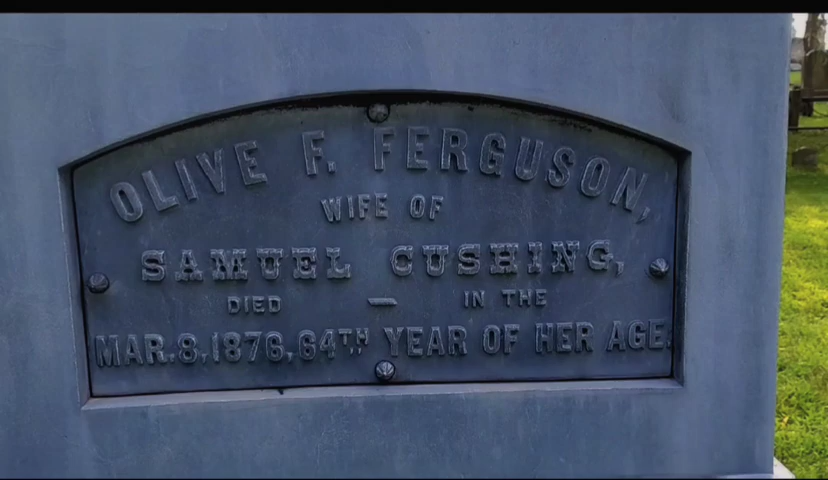 OLIVE F. FERGUSON,
WIFE OF
SAMUEL CUSHING,
DIED — IN THE
MAR. 8, 1876, 64TH YEAR OF HER AGE.